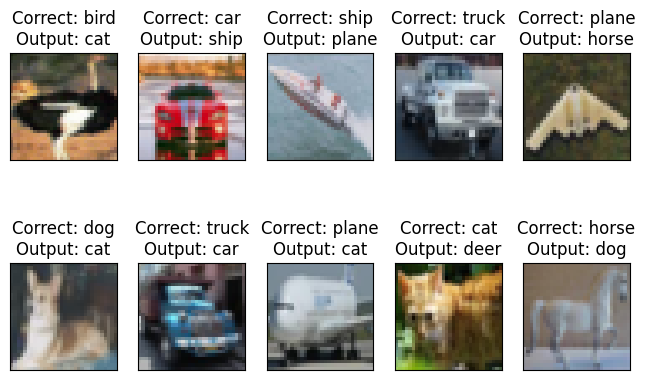 Correct: bird
Output: cat
Correct: car
Output: ship
Correct: ship
Output: plane
Correct: truck
Output: car
Correct: plane
Output: horse
Correct: dog
Output: cat
Correct: truck
Output: car
Correct: plane
Output: cat
Correct: cat
Output: deer
Correct: horse
Output: dog